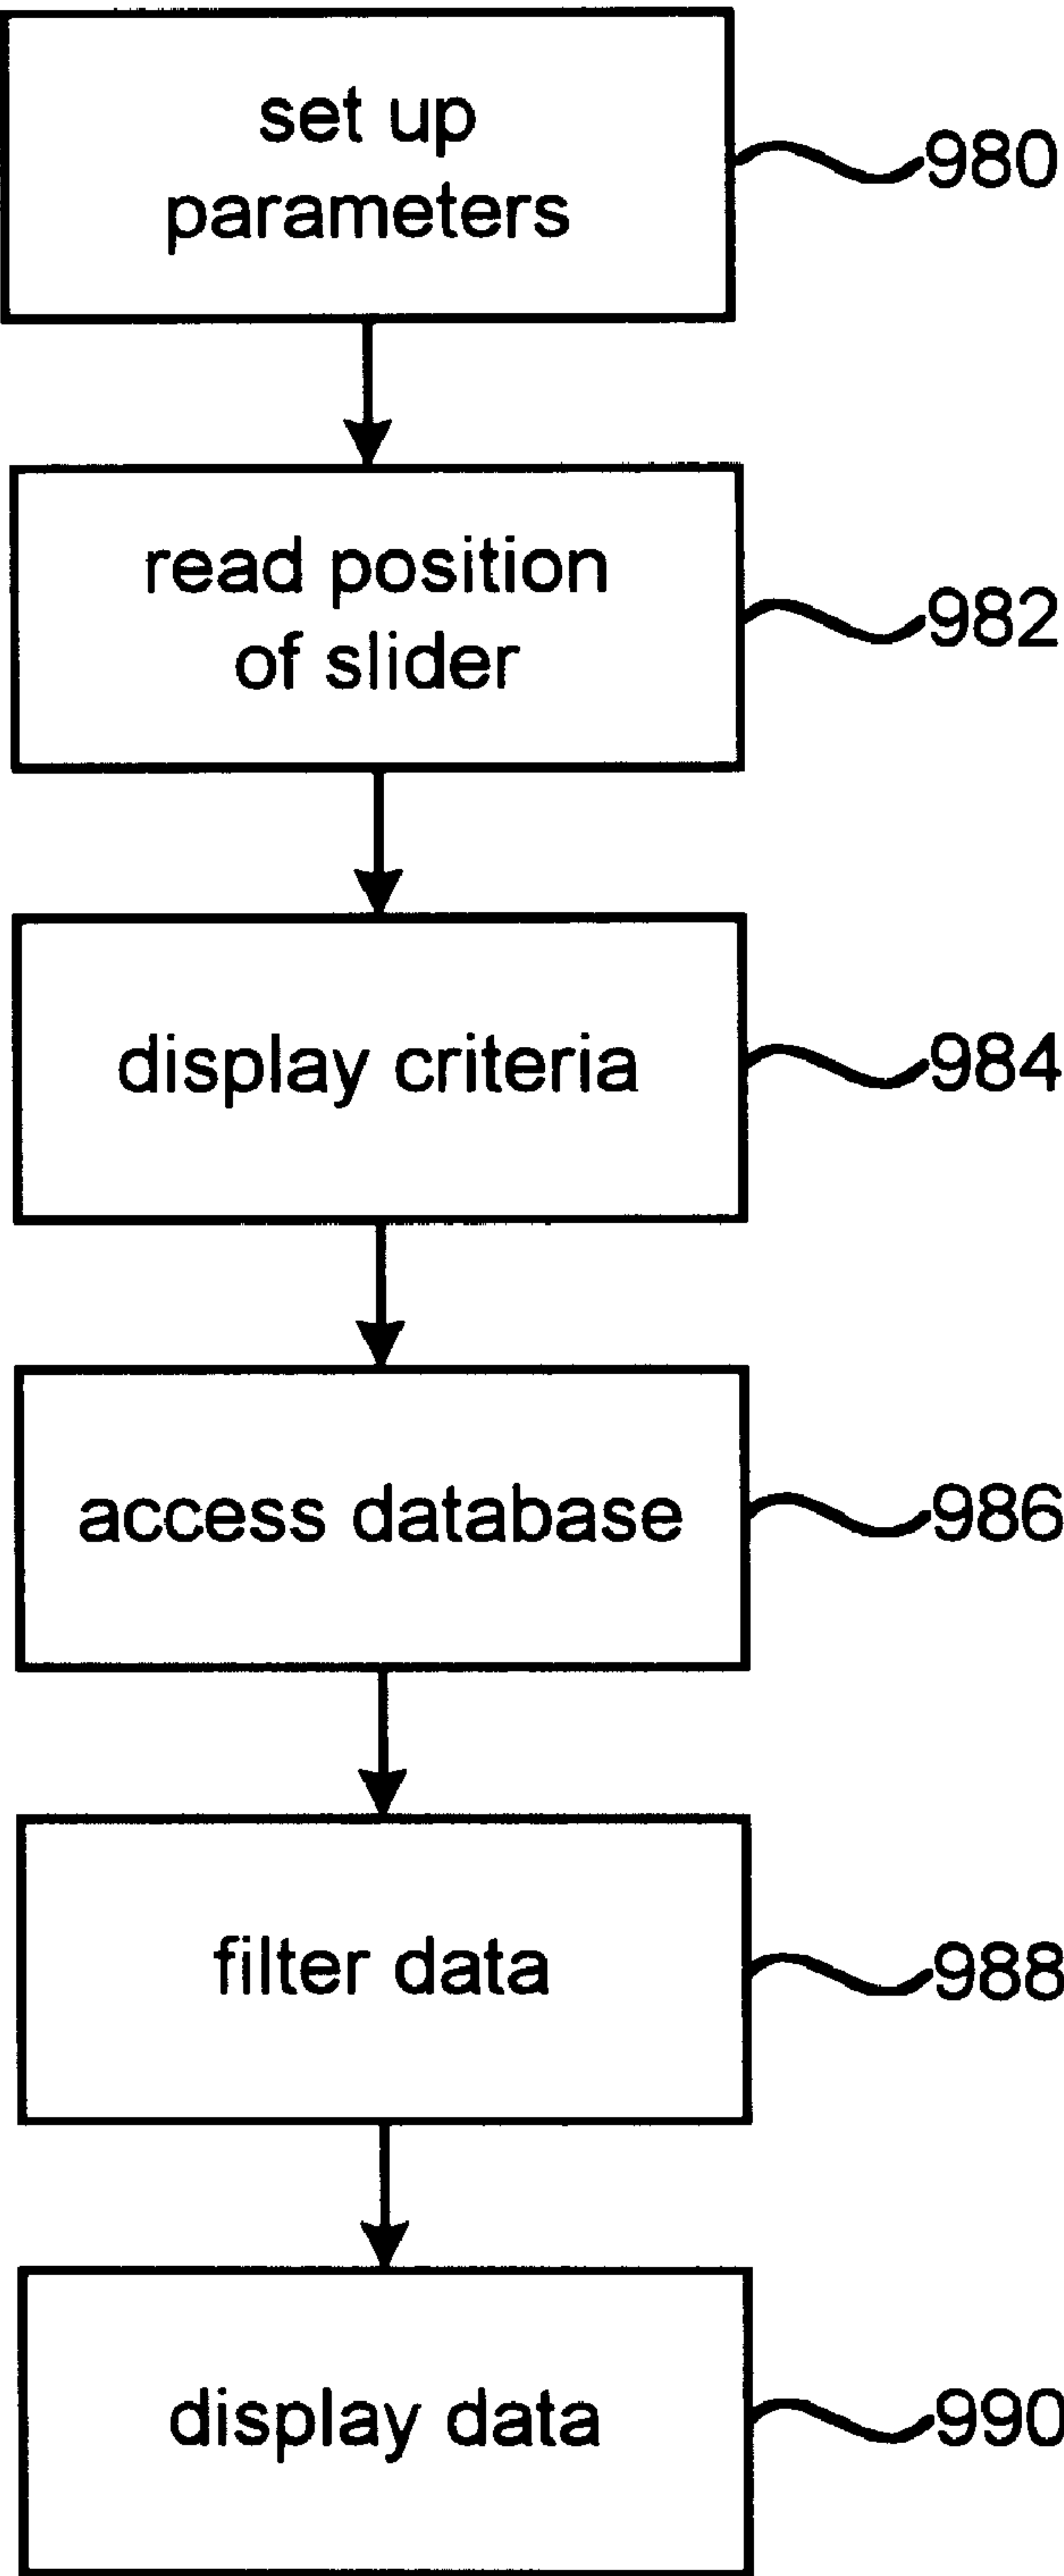 set up
parameters
980
read position
of slider
982
display criteria
984
access database
986
filter data
988
display data
990